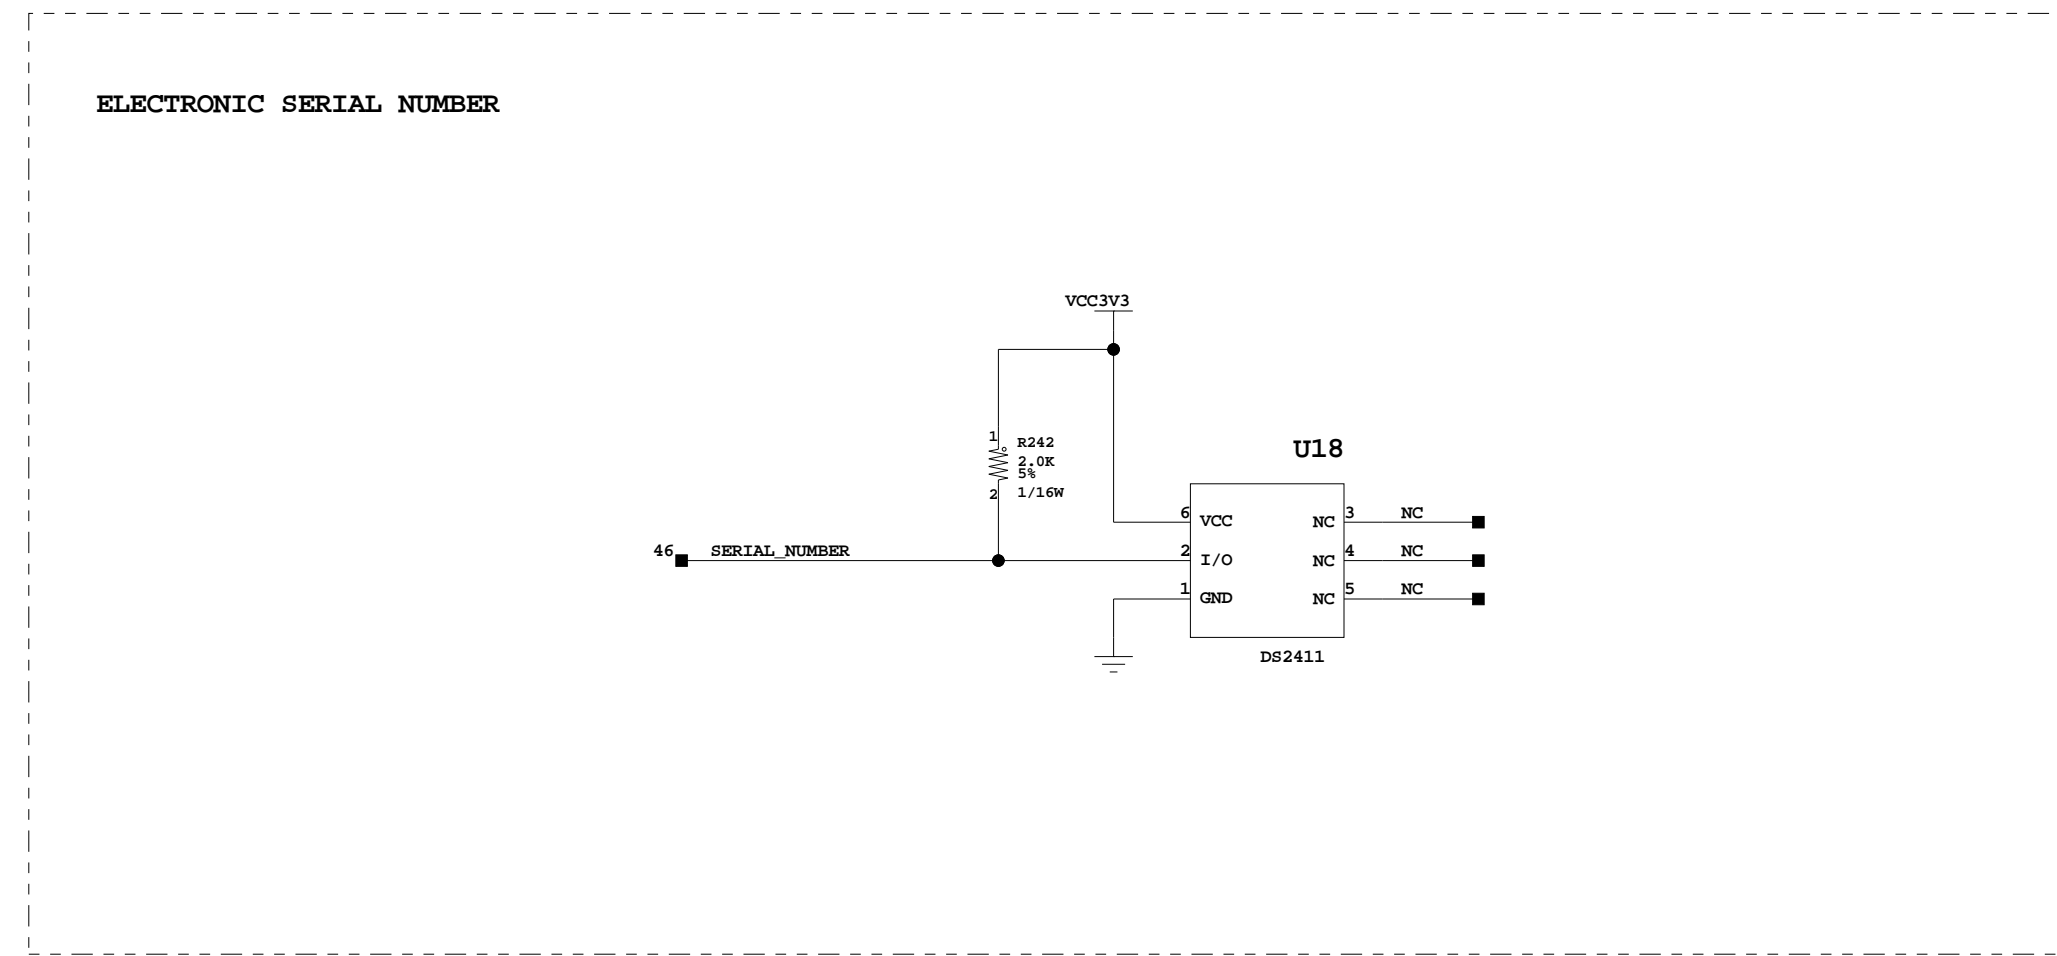 ELECTRONIC SERIAL NUMBER
VCC3V3
1
R242
2.0K
5%
2
1/16W
U18
6 VCC NC 3 NC
46 SERIAL_NUMBER 2 I/O NC 4 NC
1 GND NC 5 NC
DS2411